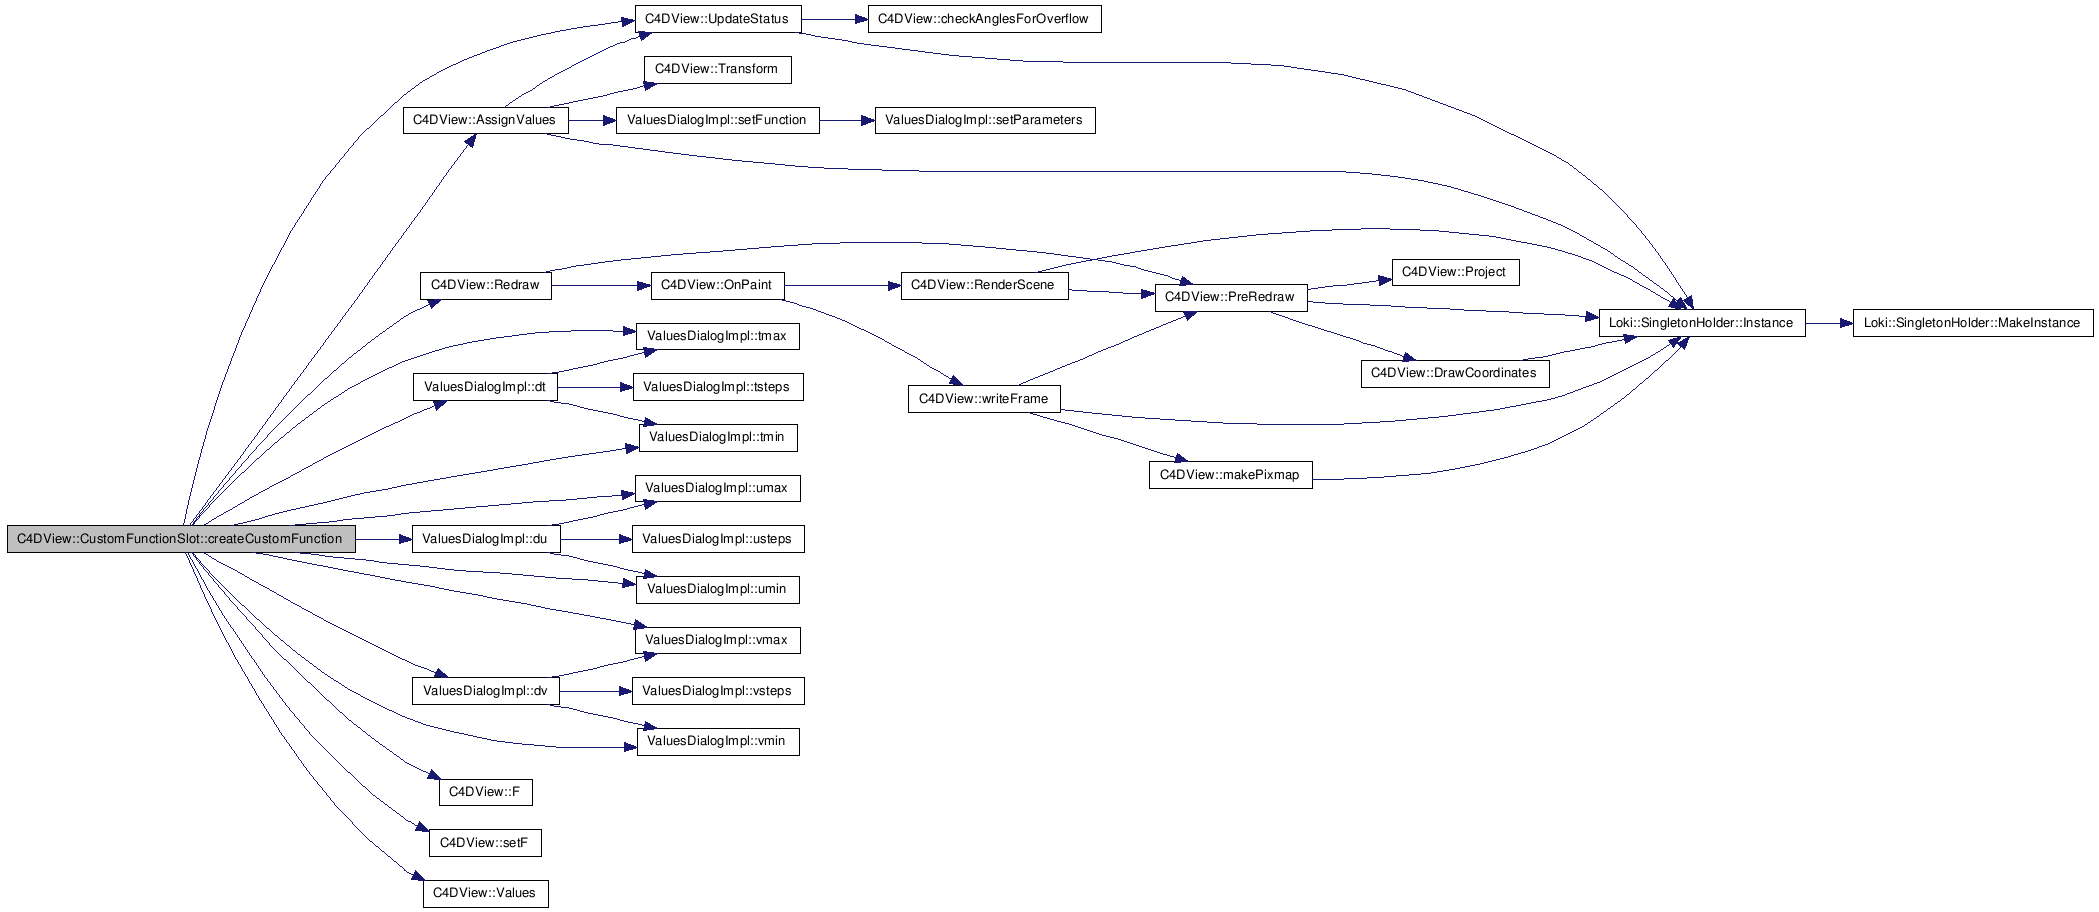 C4DView::UpdateStatus
C4DView::checkAnglesForOverflow
C4DView::Transform
C4DView::AssignValues
ValuesDialogImpl::setFunction
ValuesDialogImpl::setParameters
C4DView::Redraw
C4DView::OnPaint
C4DView::RenderScene
C4DView::PreRedraw
C4DView::Project
Loki::SingletonHolder::Instance
Loki::SingletonHolder::MakeInstance
ValuesDialogImpl::tmax
C4DView::DrawCoordinates
ValuesDialogImpl::dt
ValuesDialogImpl::tsteps
C4DView::writeFrame
ValuesDialogImpl::tmin
C4DView::makePixmap
ValuesDialogImpl::umax
C4DView::CustomFunctionSlot::createCustomFunction
ValuesDialogImpl::du
ValuesDialogImpl::usteps
ValuesDialogImpl::umin
ValuesDialogImpl::vmax
ValuesDialogImpl::dv
ValuesDialogImpl::vsteps
ValuesDialogImpl::vmin
C4DView::F
C4DView::setF
C4DView::Values